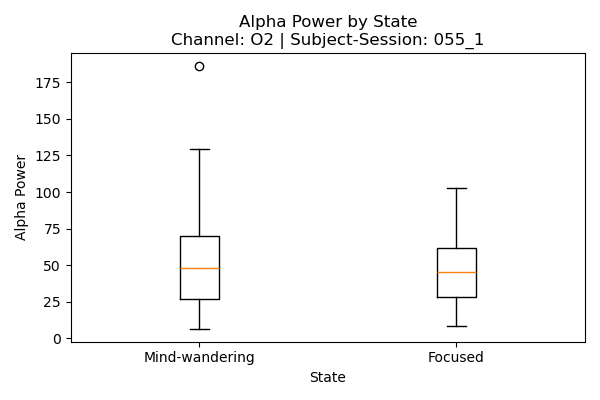 Alpha Power by State
Channel: O2 | Subject-Session: 055_1
Alpha Power
175
150
125
100
75
50
25
0
Mind-wandering
Focused
State